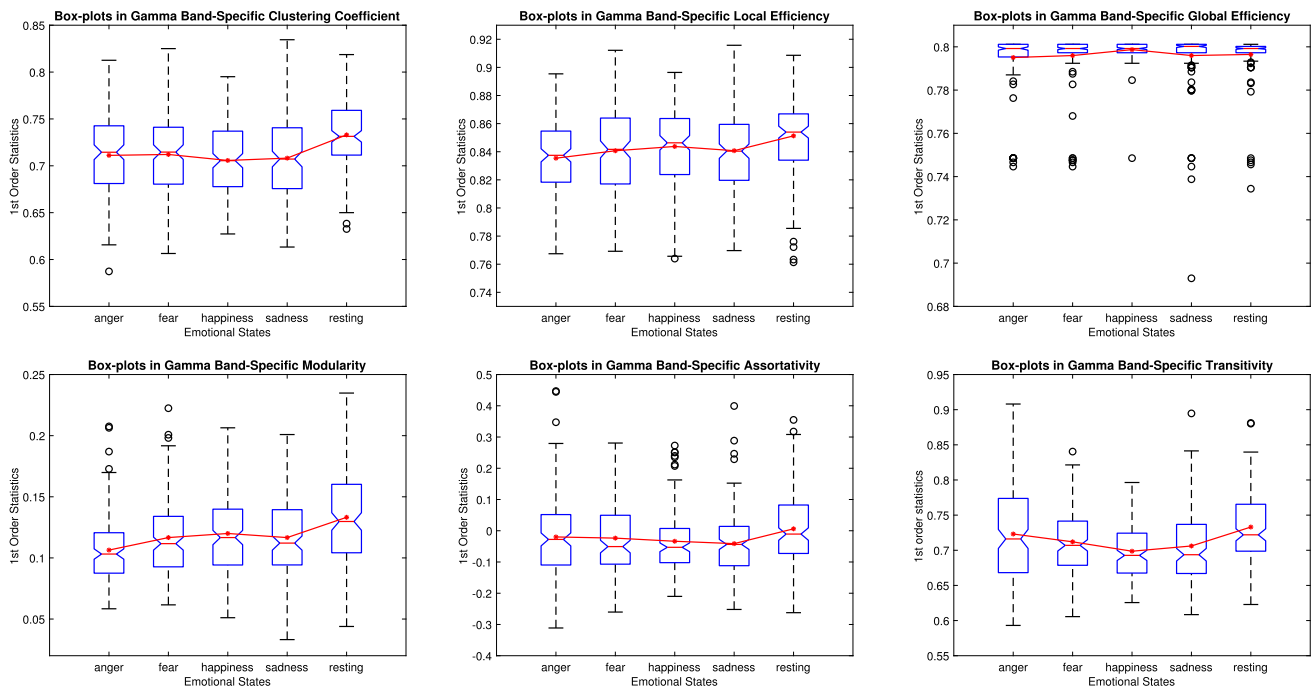 Box-plots in Gamma Band-Specific Clustering Coefficient
0.85
0.8
0.75
0.7
0.65
0.6
0.55
1st Order Statistics
anger fear happiness sadness resting
Emotional States
Box-plots in Gamma Band-Specific Local Efficiency
0.92
0.9
0.88
0.86
0.84
0.82
0.8
0.78
0.76
0.74
1st Order Statistics
anger fear happiness sadness resting
Emotional States
Box-plots in Gamma Band-Specific Global Efficiency
0.8
0.78
0.76
0.74
0.72
0.7
0.68
1st Order Statistics
anger fear happiness sadness resting
Emotional States
Box-plots in Gamma Band-Specific Modularity
0.25
0.2
0.15
0.1
0.05
1st Order Statistics
anger fear happiness sadness resting
Emotional States
Box-plots in Gamma Band-Specific Assortativity
0.5
0.4
0.3
0.2
0.1
0
-0.1
-0.2
-0.3
-0.4
1st Order Statistics
anger fear happiness sadness resting
Emotional States
Box-plots in Gamma Band-Specific Transitivity
0.95
0.9
0.85
0.8
0.75
0.7
0.65
0.6
0.55
1st Order statistics
anger fear happiness sadness resting
Emotional States